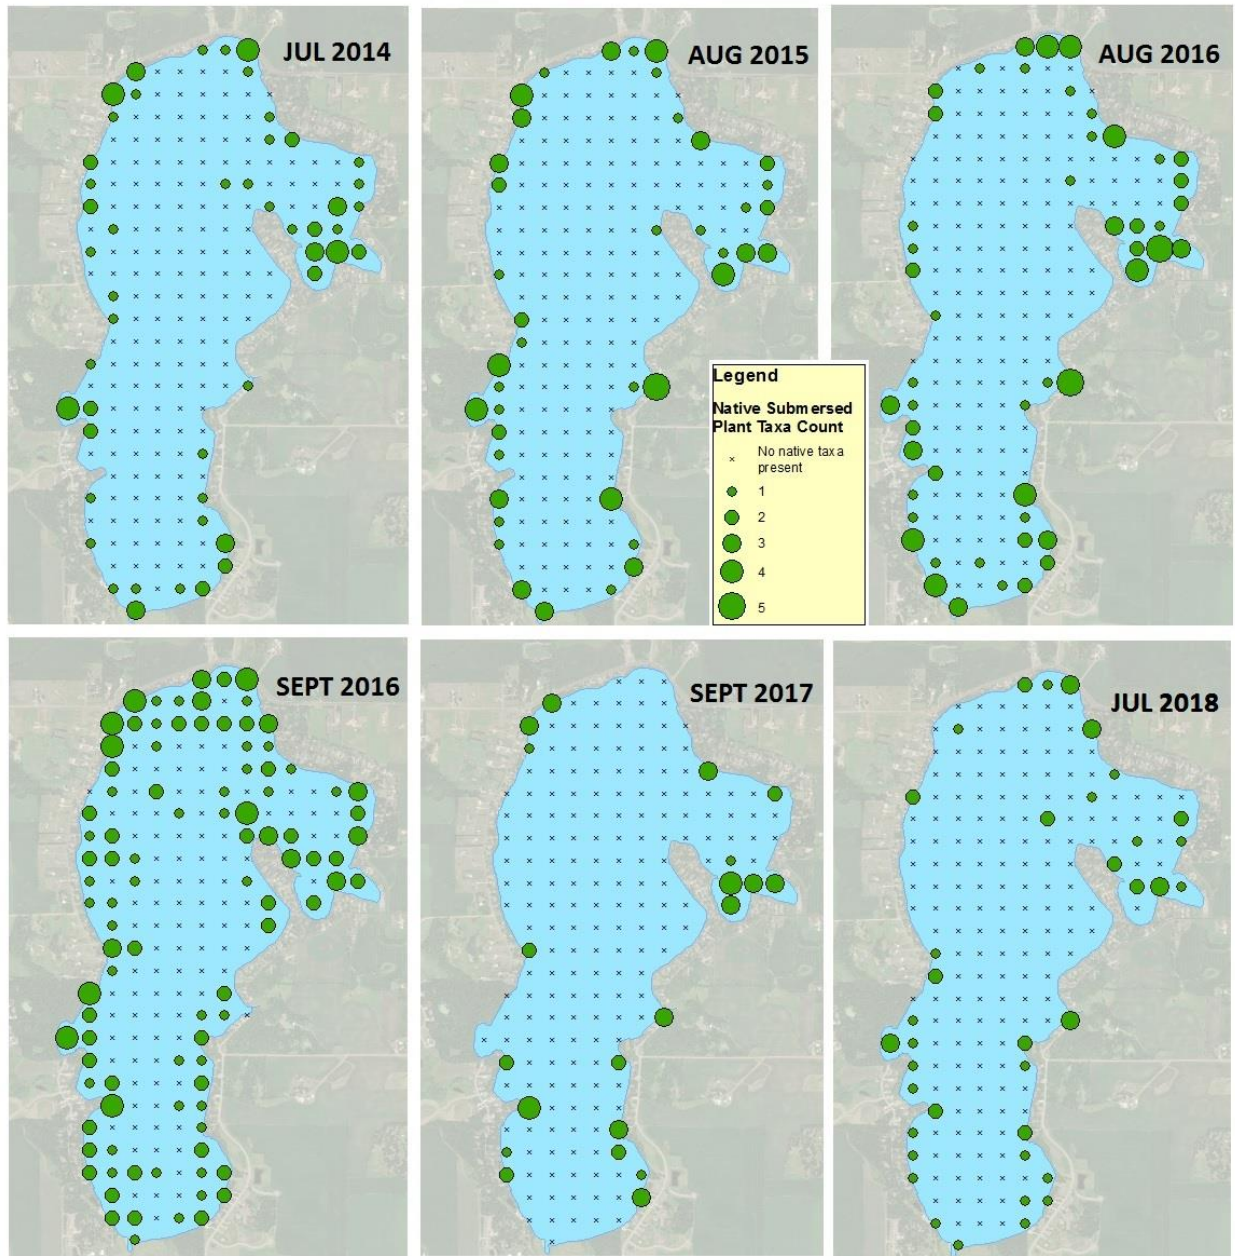 JUL 2014
AUG 2015
AUG 2016
Legend
Native Submersed
Plant Taxa Count
No native taxa
present
1
2
3
4
5
SEPT 2016
SEPT 2017
JUL 2018